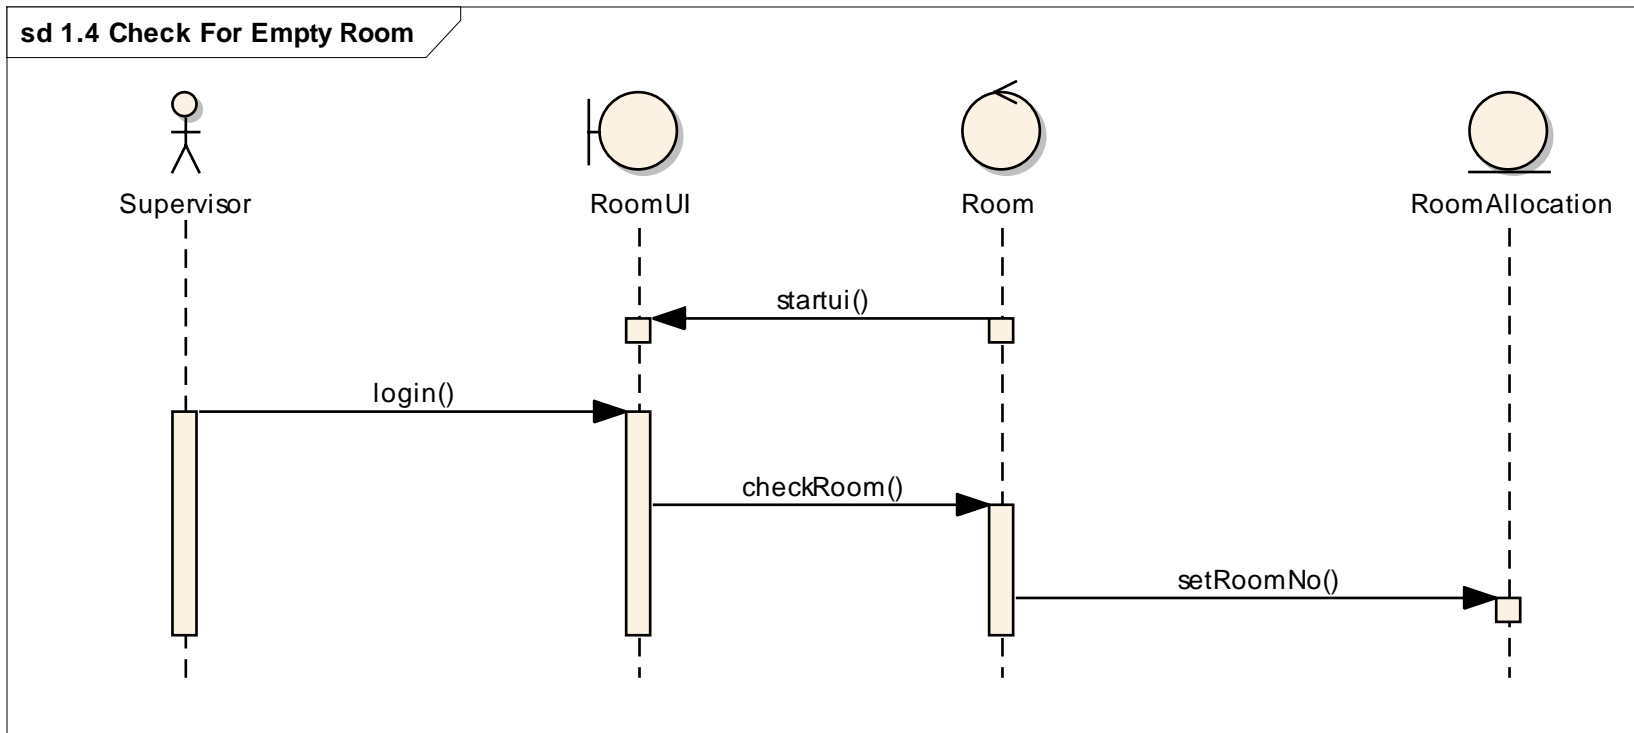 sd 1.4 Check For Empty Room
Supervisor
RoomUI
Room
RoomAllocation
startui()
login()
checkRoom()
setRoomNo()